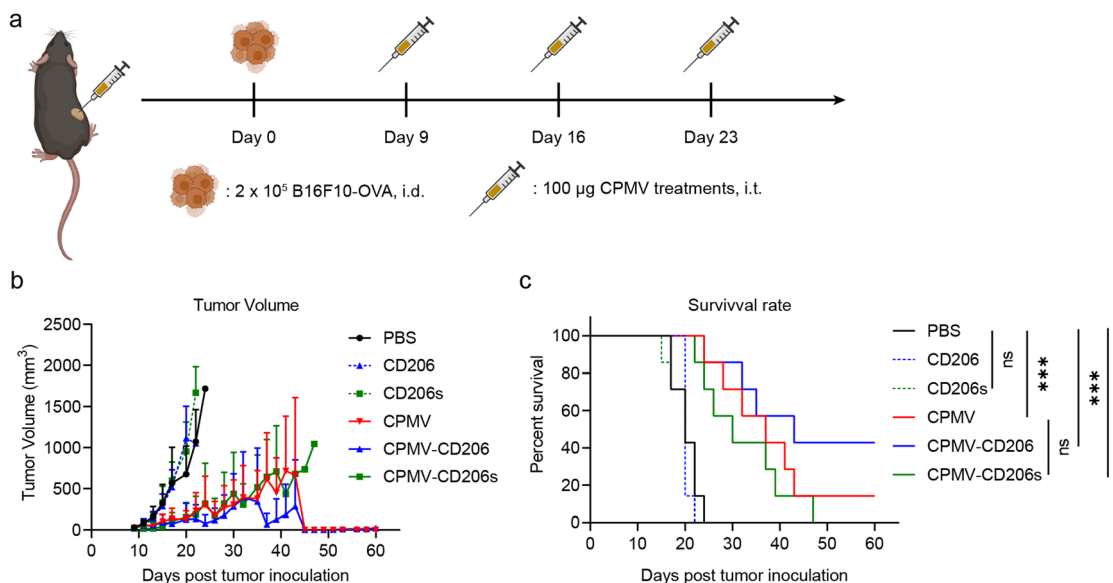 a
Day 0
Day 9
Day 16
Day 23
: 2 x 10⁵ B16F10-OVA, i.d.
: 100 µg CPMV treatments, i.t.
b
Tumor Volume
Tumor Volume (mm³)
2500
2000
1500
1000
500
0
0
10
20
30
40
50
60
Days post tumor inoculation
PBS
CD206
CD206s
CPMV
CPMV-CD206
CPMV-CD206s
c
Survivval rate
Percent survival
100
80
60
40
20
0
0
20
40
60
Days post tumor inoculation
PBS
CD206
CD206s
CPMV
CPMV-CD206
CPMV-CD206s
ns
***
ns
***